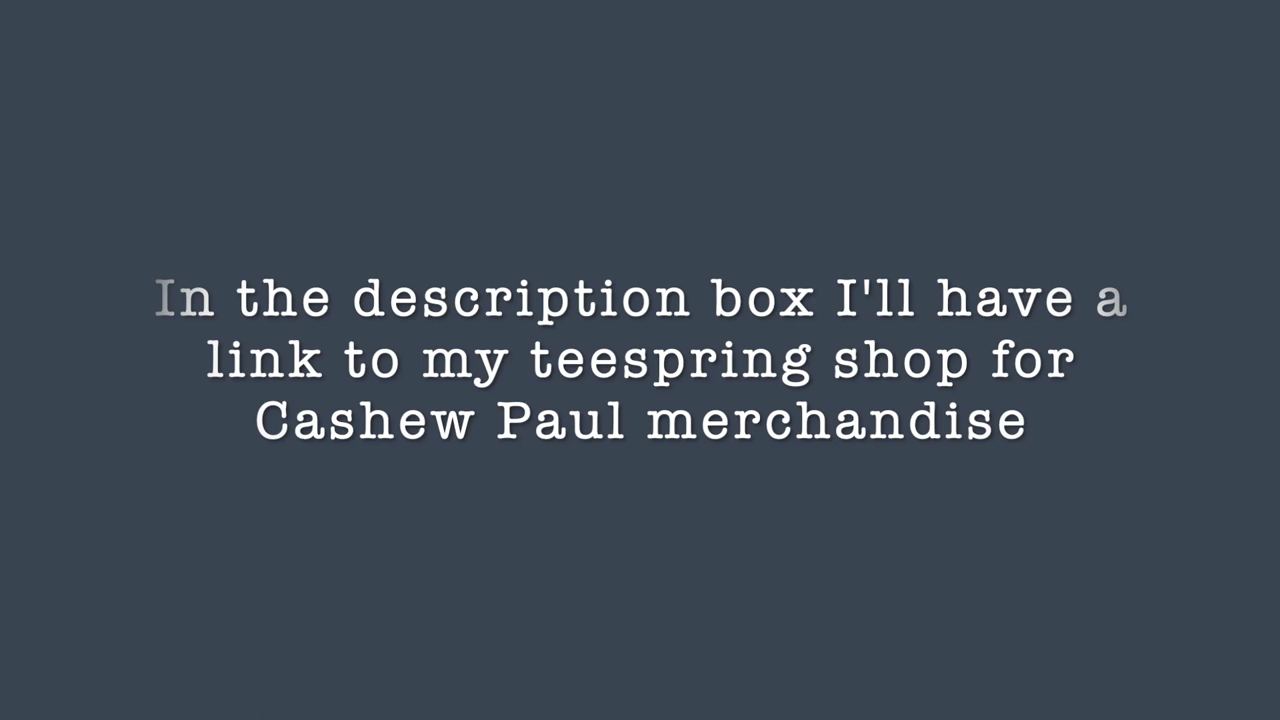 In the description box I'll have a
link to my teespring shop for
Cashew Paul merchandise